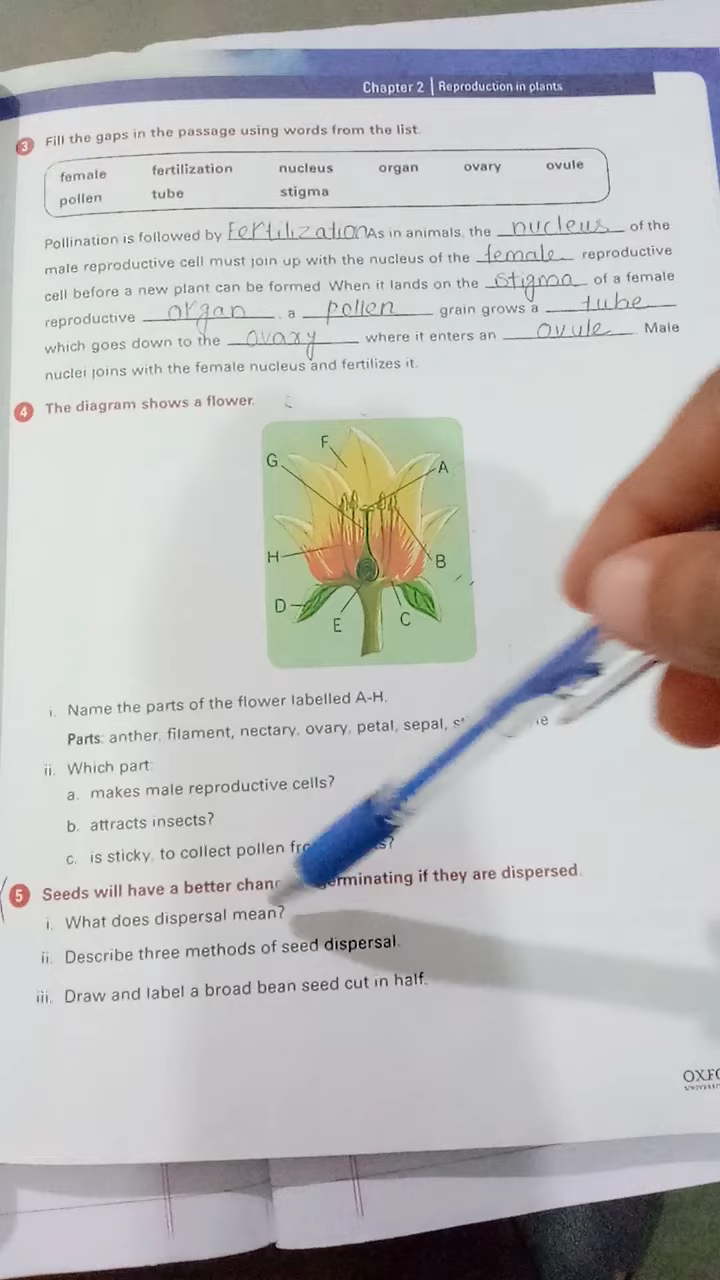 Chapter 2 | Reproduction in plants
3 Fill the gaps in the passage using words from the list.
female fertilization nucleus organ ovary ovule
pollen tube stigma
Pollination is followed by Fertilization As in animals, the nucleus of the
male reproductive cell must join up with the nucleus of the female reproductive
cell before a new plant can be formed. When it lands on the stigma of a female
reproductive organ, a pollen grain grows a tube
which goes down to the ovary where it enters an ovule. Male
nuclei joins with the female nucleus and fertilizes it.
4 The diagram shows a flower.
F
G
A
H
B
D
E
C
i. Name the parts of the flower labelled A-H.
Parts: anther, filament, nectary, ovary, petal, sepal,
ii. Which part:
a. makes male reproductive cells?
b. attracts insects?
c. is sticky, to collect pollen
5 Seeds will have a better germinating if they are dispersed.
i. What does dispersal mean?
ii. Describe three methods of seed dispersal.
iii. Draw and label a broad bean seed cut in half.